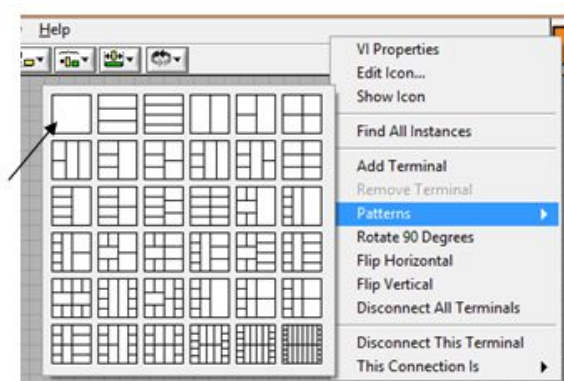 Help
VI Properties
Edit Icon...
Show Icon
Find All Instances
Add Terminal
Remove Terminal
Patterns
Rotate 90 Degrees
Flip Horizontal
Flip Vertical
Disconnect All Terminals
Disconnect This Terminal
This Connection Is